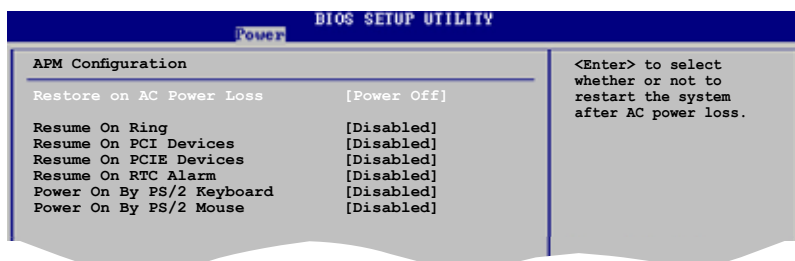 BIOS SETUP UTILITY
Power
APM Configuration
Restore on AC Power Loss [Power Off]
Resume On Ring [Disabled]
Resume On PCI Devices [Disabled]
Resume On PCIE Devices [Disabled]
Resume On RTC Alarm [Disabled]
Power On By PS/2 Keyboard [Disabled]
Power On By PS/2 Mouse [Disabled]
<Enter> to select
whether or not to
restart the system
after AC power loss.